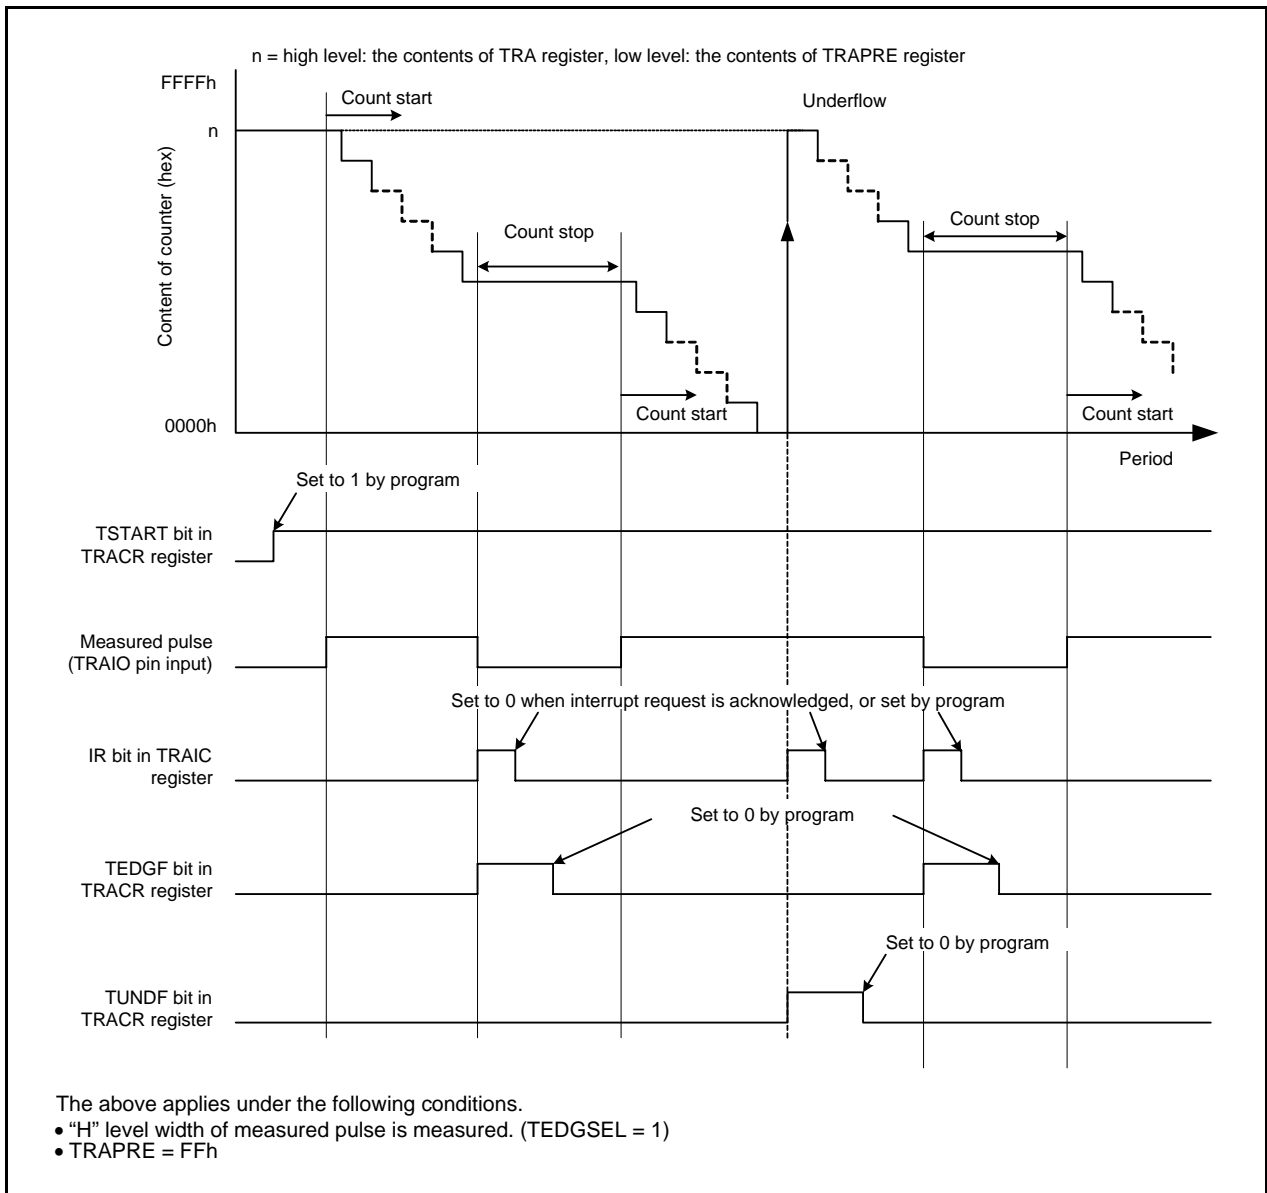 n = high level: the contents of TRA register, low level: the contents of TRAPRE register
FFFFh
Count start
Underflow
n
Content of counter (hex)
Count stop
Count stop
Count start
Count start
0000h
Period
Set to 1 by program
TSTART bit in
TRACR register
Measured pulse
(TRAIO pin input)
Set to 0 when interrupt request is acknowledged, or set by program
IR bit in TRAIC
register
Set to 0 by program
TEDGF bit in
TRACR register
Set to 0 by program
TUNDF bit in
TRACR register
The above applies under the following conditions.
• “H” level width of measured pulse is measured. (TEDGSEL = 1)
• TRAPRE = FFh